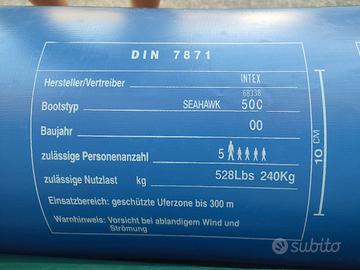 DIN 7871
Hersteller/Vertreiber INTEX
68338
Bootstyp SEAHAWK 500
Baujahr 00
zulässige Personenanzahl 5
zulässige Nutzlast kg 528Lbs 240Kg
Einsatzbereich: geschützte Uferzone bis 300 m
Warnhinweis: Vorsicht bei ablandigem Wind und
Strömung
10 CM
subito